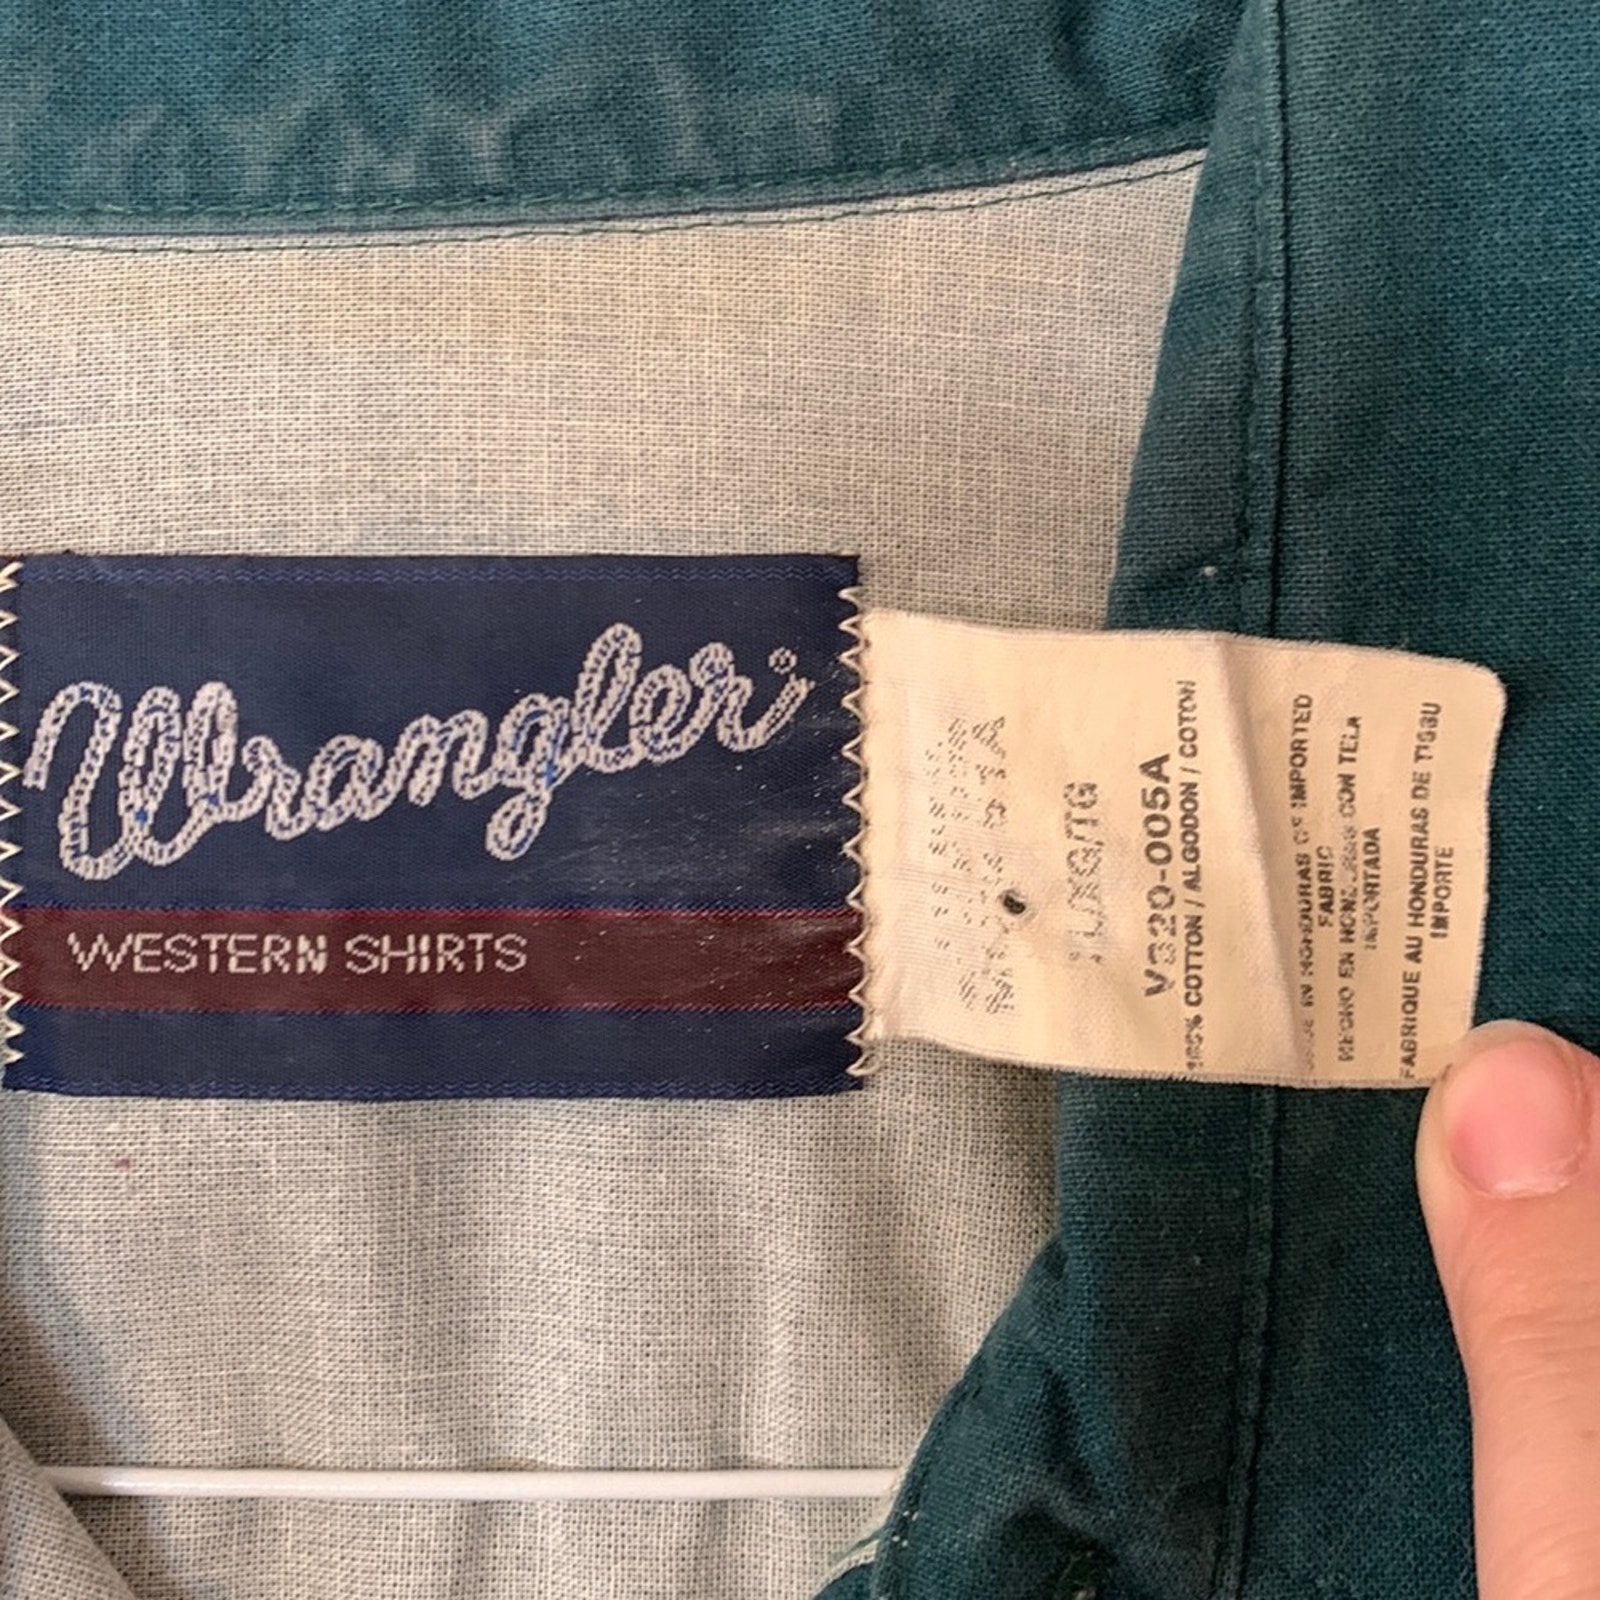 Wrangler
WESTERN SHIRTS
V320-005A
100% COTTON / ALGODON / COTON
MADE IN HONDURAS OF IMPORTED
FABRIC
HECHO EN HONDURAS CON TELA
IMPORTADA
FABRIQUE AU HONDURAS DE TISSU
IMPORTE